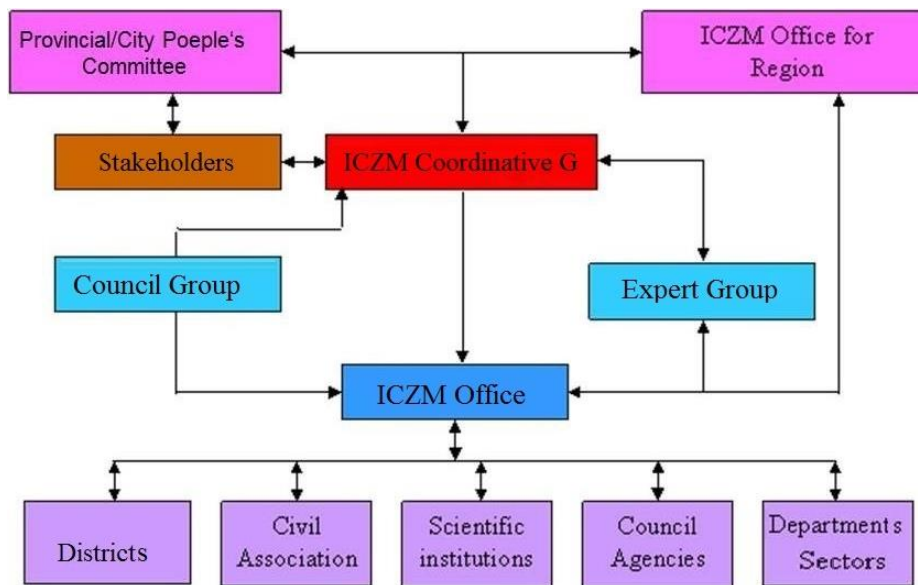 Provincial/City Poeple's
Committee
ICZM Office for
Region
Stakeholders
ICZM Coordinative G
Council Group
Expert Group
ICZM Office
Districts
Civil
Association
Scientific
institutions
Council
Agencies
Departments
Sectors